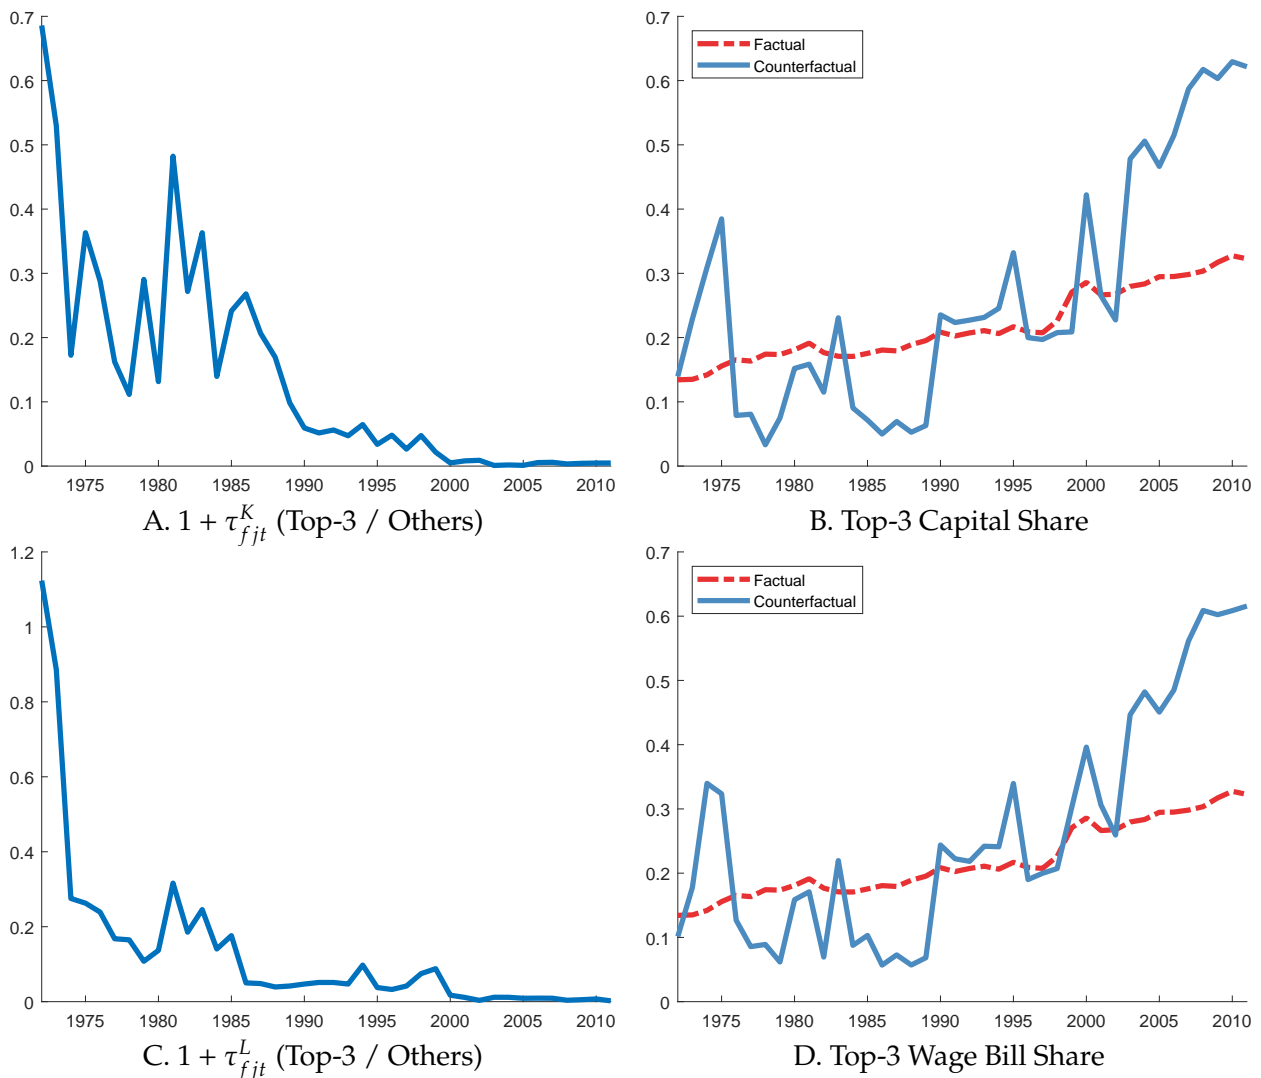 0.7
0.6
0.5
0.4
0.3
0.2
0.1
0
1975 1980 1985 1990 1995 2000 2005 2010
A. 1 + τ^K_{fjt} (Top-3 / Others)
0.7
0.6
0.5
0.4
0.3
0.2
0.1
0
Factual
Counterfactual
1975 1980 1985 1990 1995 2000 2005 2010
B. Top-3 Capital Share
1.2
1
0.8
0.6
0.4
0.2
0
1975 1980 1985 1990 1995 2000 2005 2010
C. 1 + τ^L_{fjt} (Top-3 / Others)
0.7
0.6
0.5
0.4
0.3
0.2
0.1
0
Factual
Counterfactual
1975 1980 1985 1990 1995 2000 2005 2010
D. Top-3 Wage Bill Share